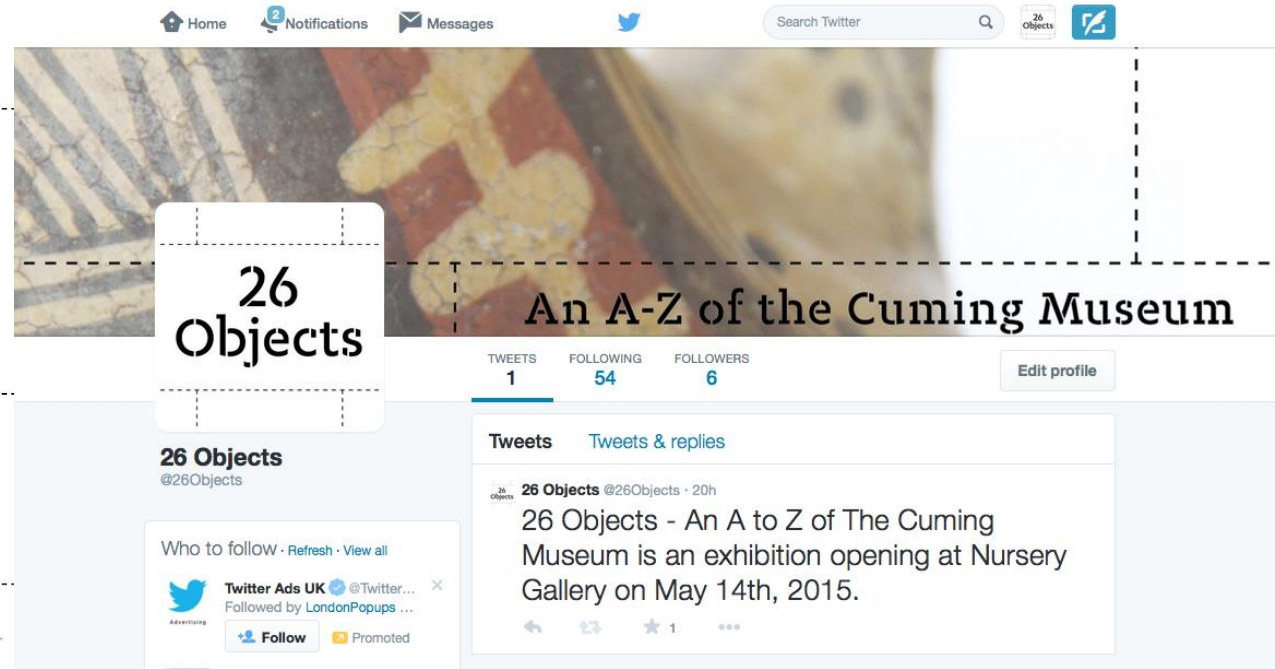 Home
2
Notifications
Messages
Search Twitter
26
Objects
26
Objects
An A-Z of the Cuming Museum
TWEETS
1
FOLLOWING
54
FOLLOWERS
6
Edit profile
26 Objects
@26Objects
Who to follow · Refresh · View all
Twitter Ads UK @Twitter...
Followed by LondonPopups ...
Advertising
Follow
Promoted
Tweets Tweets & replies
26
Objects
26 Objects @26Objects · 20h
26 Objects - An A to Z of The Cuming
Museum is an exhibition opening at Nursery
Gallery on May 14th, 2015.
1